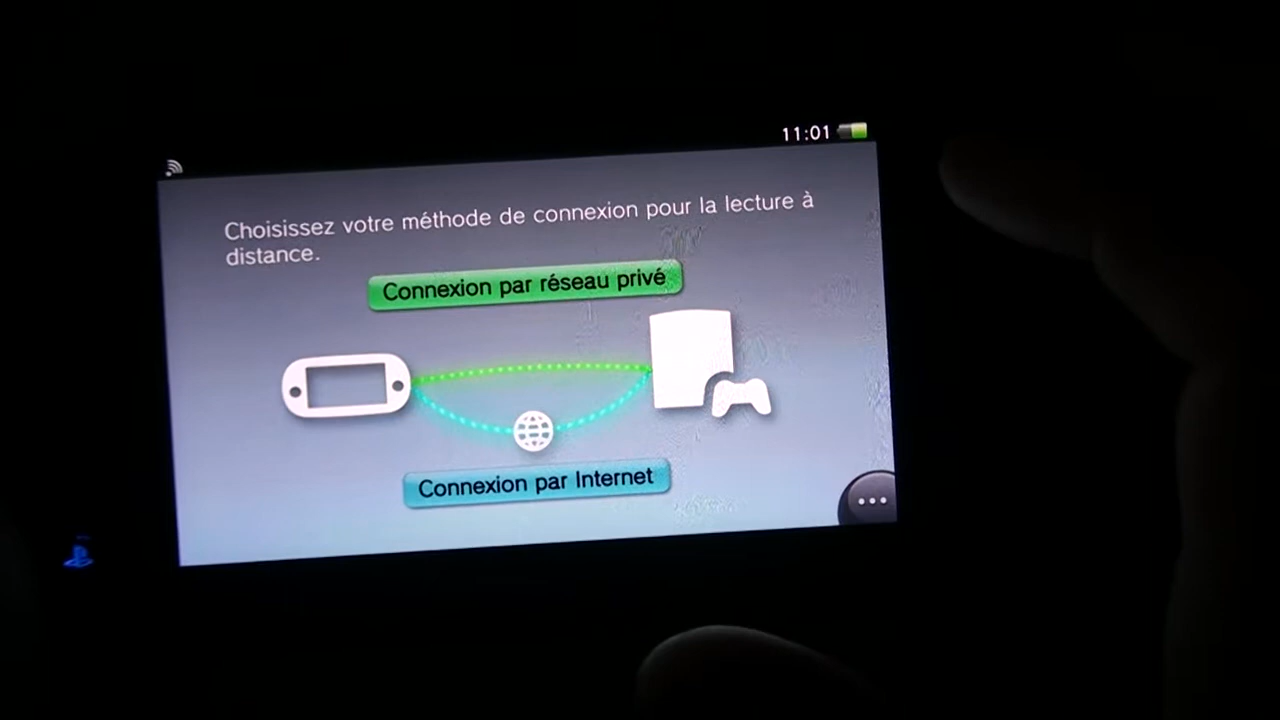 11:01
Choisissez votre méthode de connexion pour la lecture à
distance.
Connexion par réseau privé
Connexion par Internet